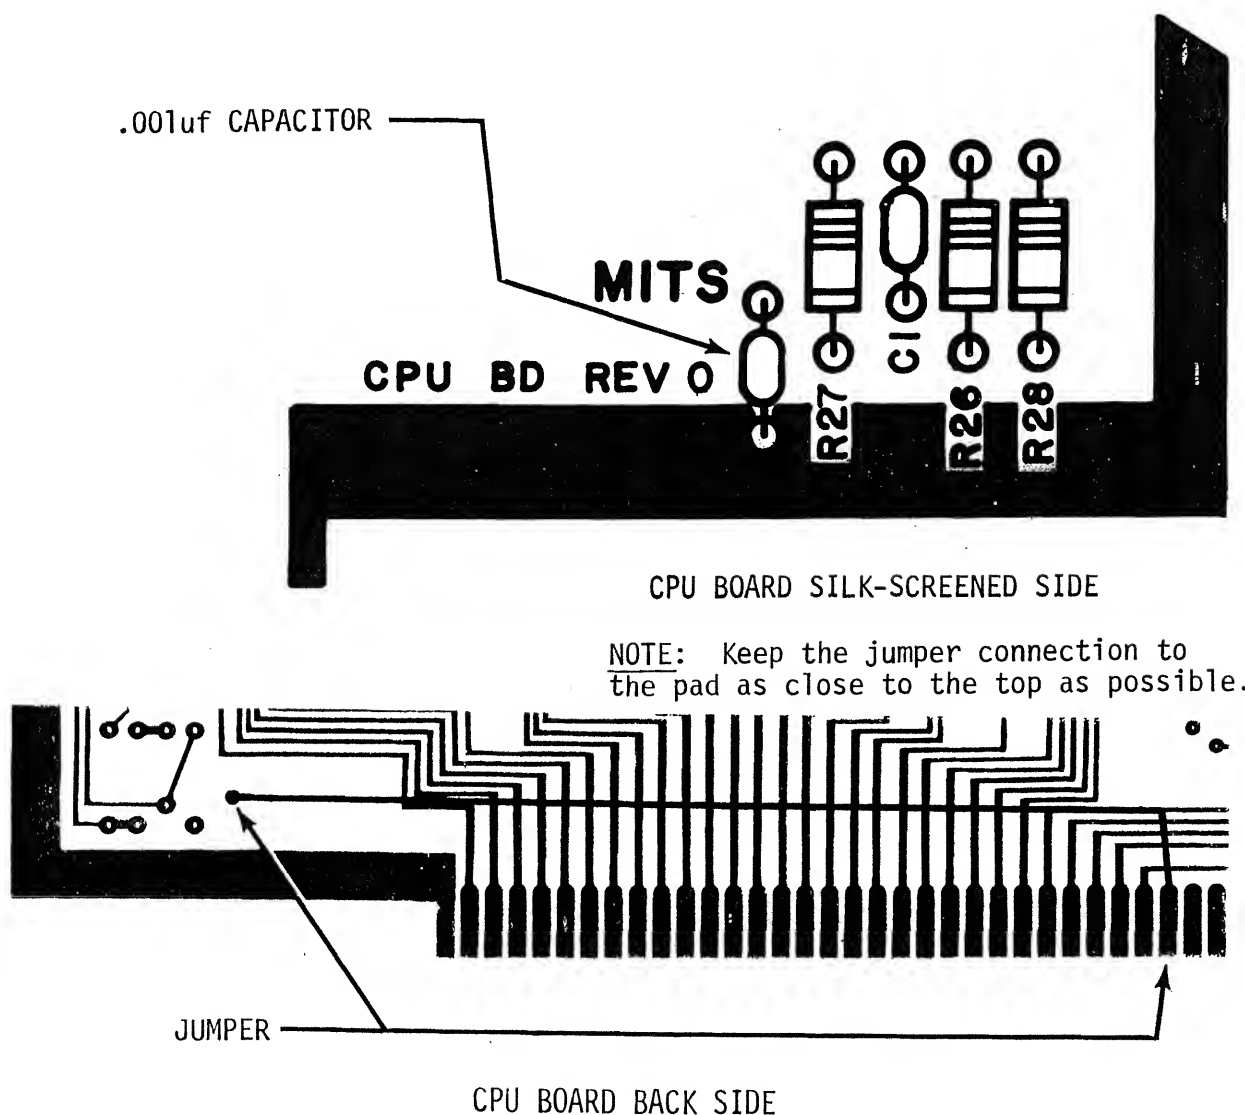 .001uf CAPACITOR
MITS
CPU BD REV 0
R27
C1
R26
R28
CPU BOARD SILK-SCREENED SIDE
NOTE: Keep the jumper connection to
the pad as close to the top as possible.
JUMPER
CPU BOARD BACK SIDE